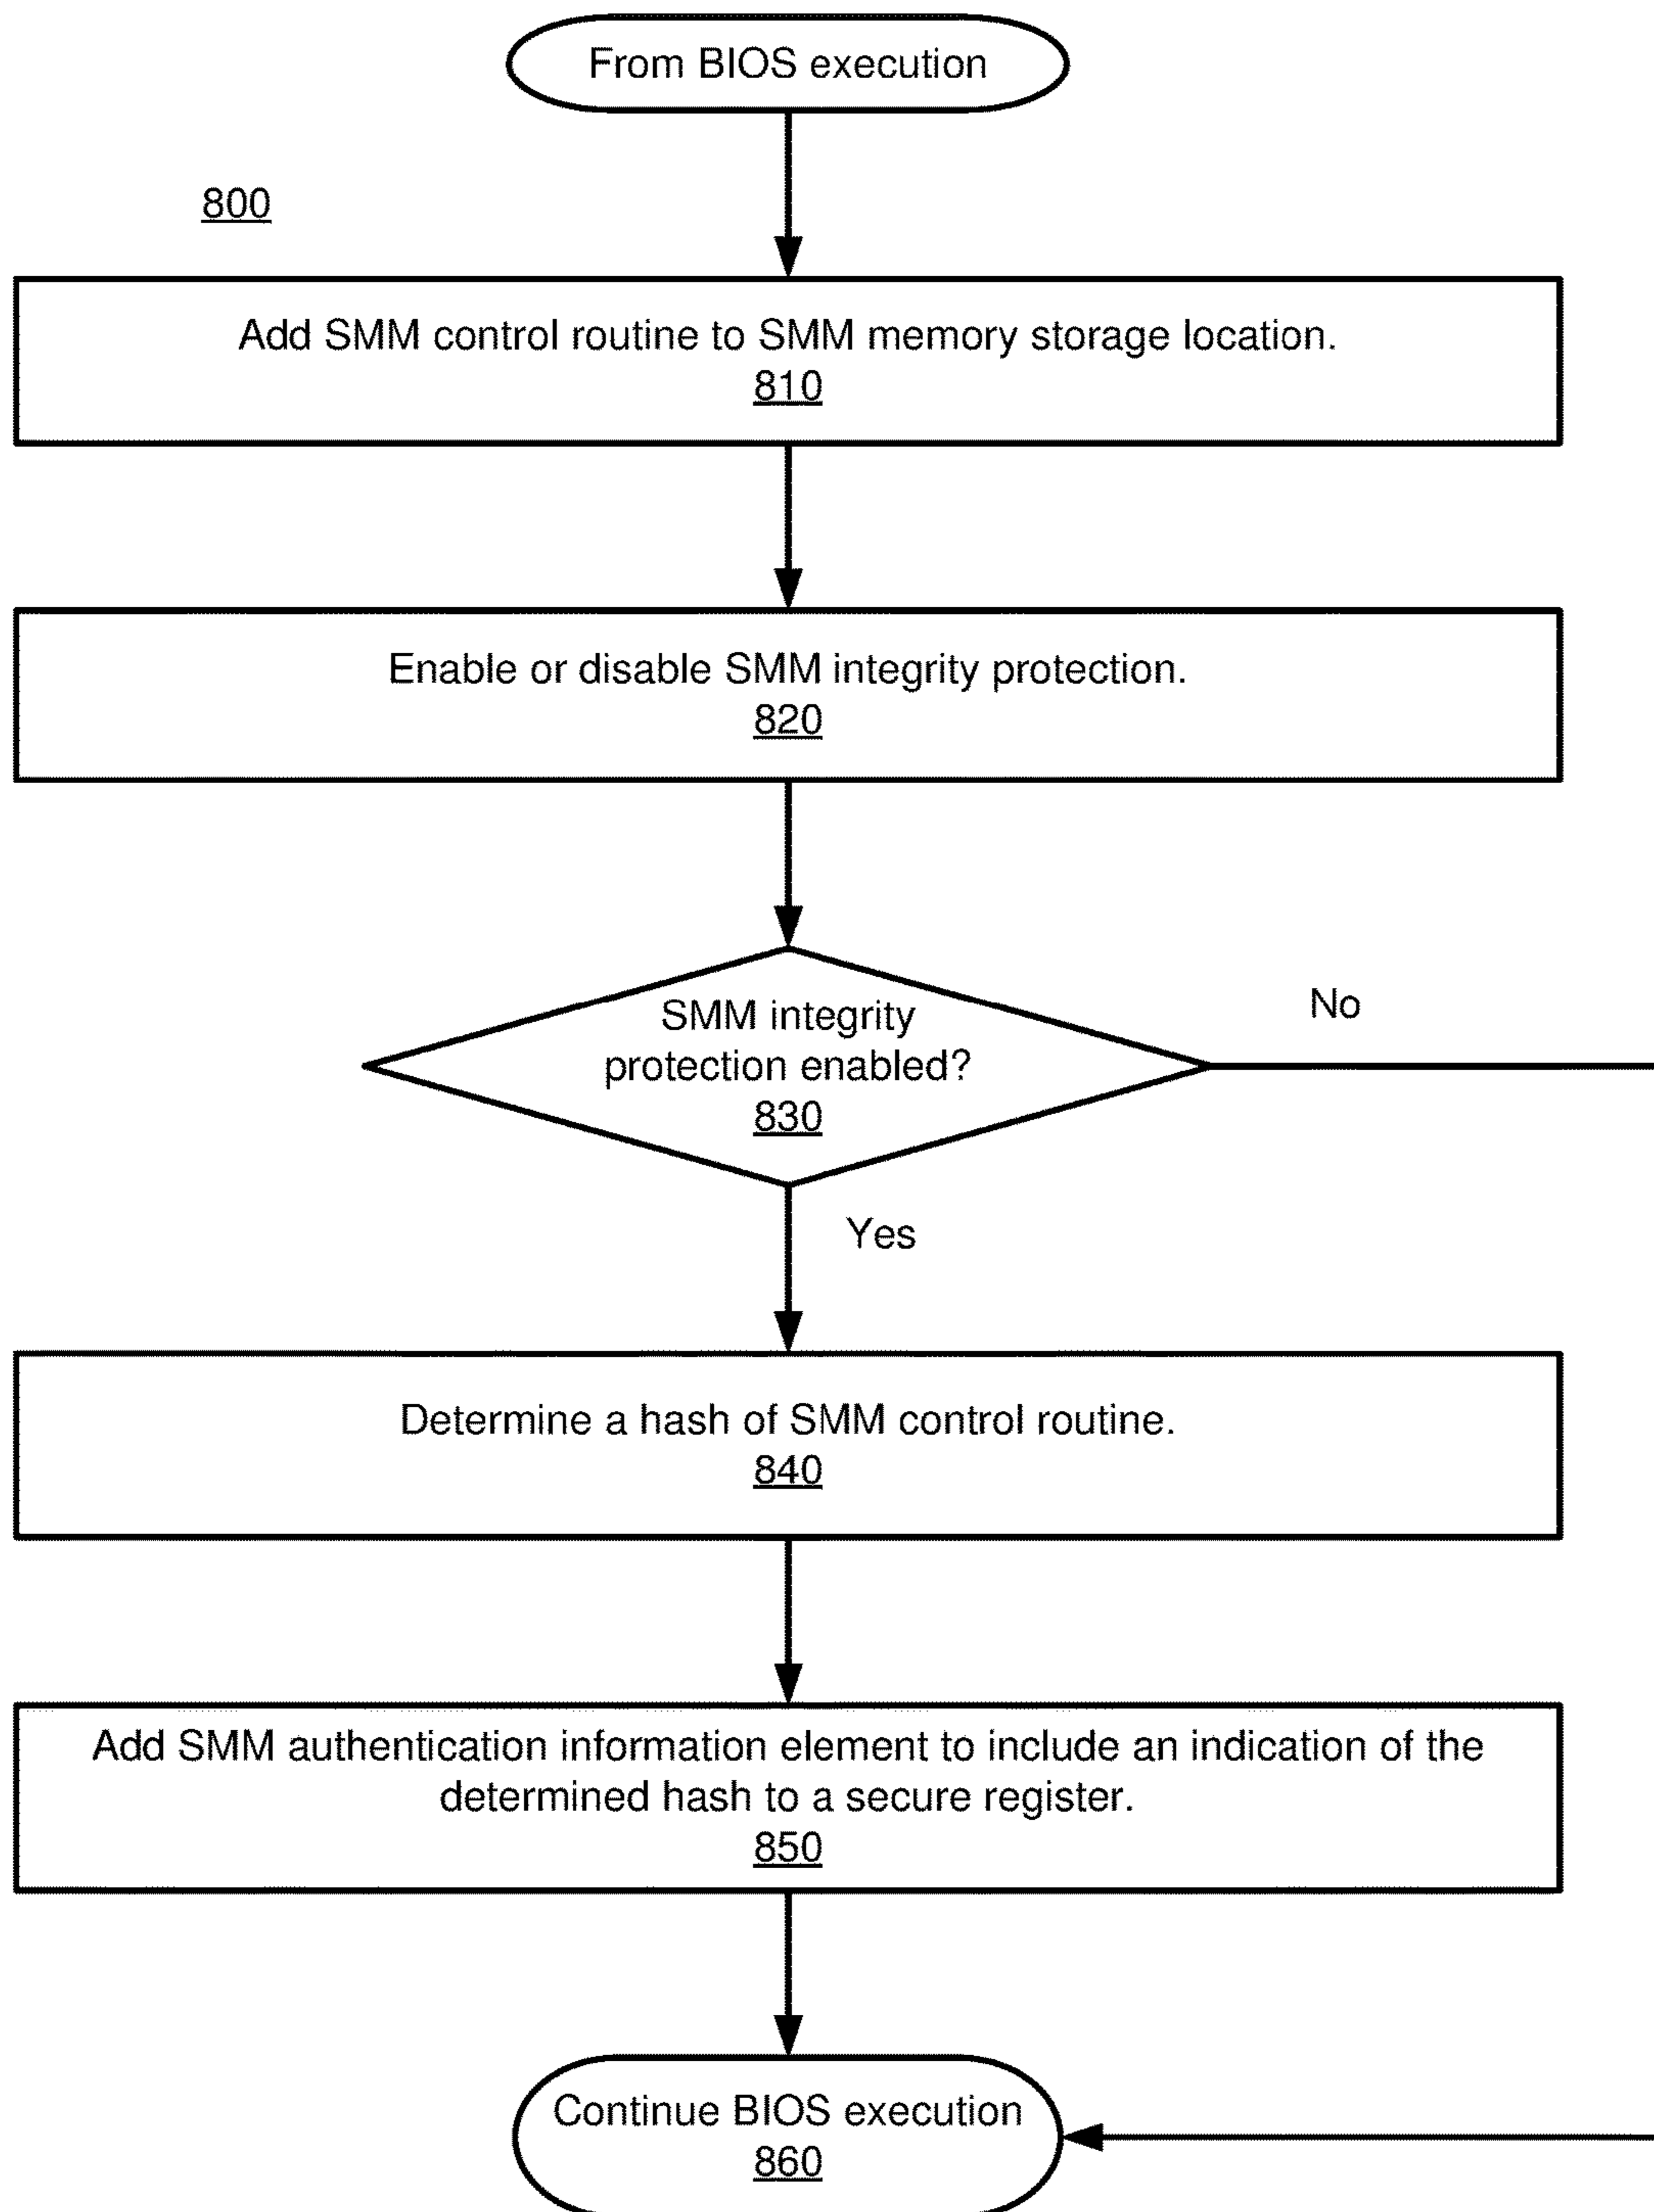 From BIOS execution
800
Add SMM control routine to SMM memory storage location.
810
Enable or disable SMM integrity protection.
820
SMM integrity
protection enabled?
830
No
Yes
Determine a hash of SMM control routine.
840
Add SMM authentication information element to include an indication of the
determined hash to a secure register.
850
Continue BIOS execution
860